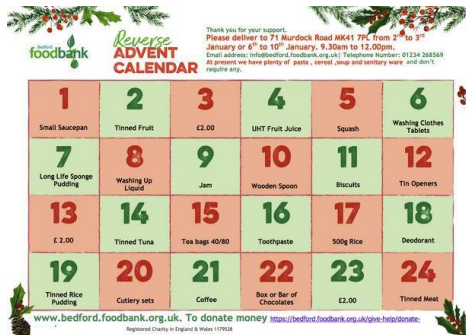 bedford
foodbank
Reverse
ADVENT
CALENDAR
Thank you for your support.
Please deliver to 71 Murdock Road MK41 7PL from 2nd to 3rd
January or 6th to 10th January. 9.30am to 12.00pm.
Email address: info@bedford.foodbank.org.uk| Telephone Number: 01234 268569
At present we have plenty of pasta , cereal ,soup and sanitary ware and don't
require any.
1
Small Saucepan
2
Tinned Fruit
3
£2.00
4
UHT Fruit Juice
5
Squash
6
Washing Clothes
Tablets
7
Long Life Sponge
Pudding
8
Washing Up
Liquid
9
Jam
10
Wooden Spoon
11
Biscuits
12
Tin Openers
13
£ 2.00
14
Tinned Tuna
15
Tea bags 40/80
16
Toothpaste
17
500g Rice
18
Deodorant
19
Tinned Rice
Pudding
20
Cutlery sets
21
Coffee
22
Box or Bar of
Chocolates
23
£2.00
24
Tinned Meat
www.bedford.foodbank.org.uk. To donate money https://bedford.foodbank.org.uk/give-help/donate-
Registered Charity in England & Wales 1179538